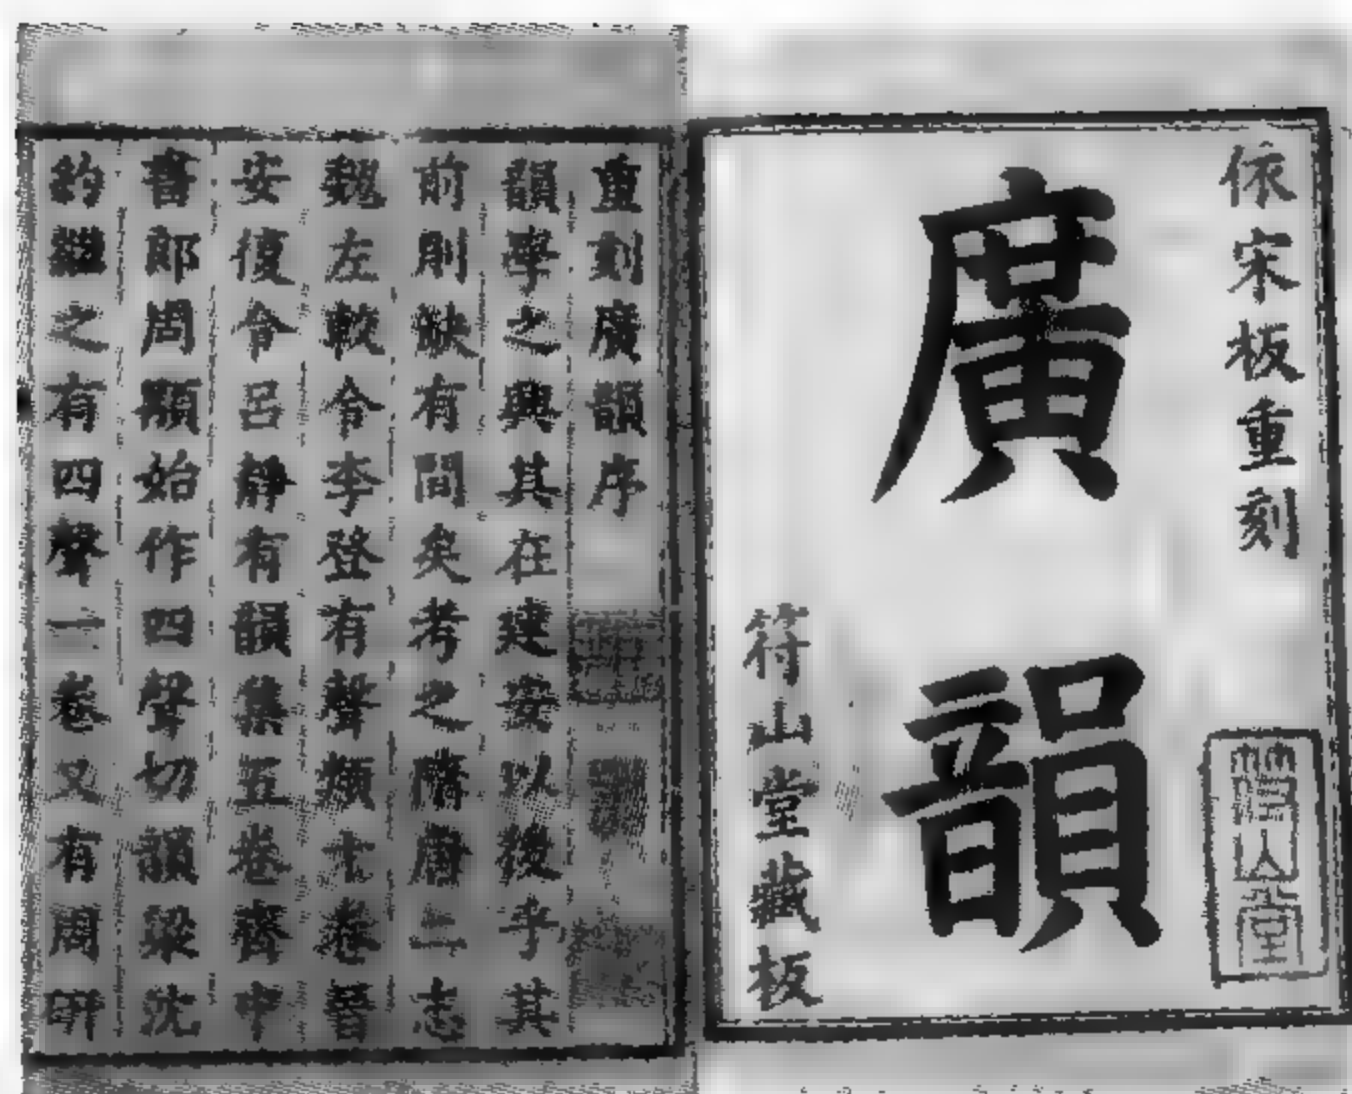 依宋板重刻
廣韻
符山堂藏板
符山堂
重刻廣韻序
韻學之興其在建安以後乎其
前則缺有間矣考之隋唐二志
魏左較令李登有聲類十卷晉
安復令呂靜有韻集五卷齊中
書郎周顒始作四聲切韻梁沈
約繼之有四聲一卷又有周研